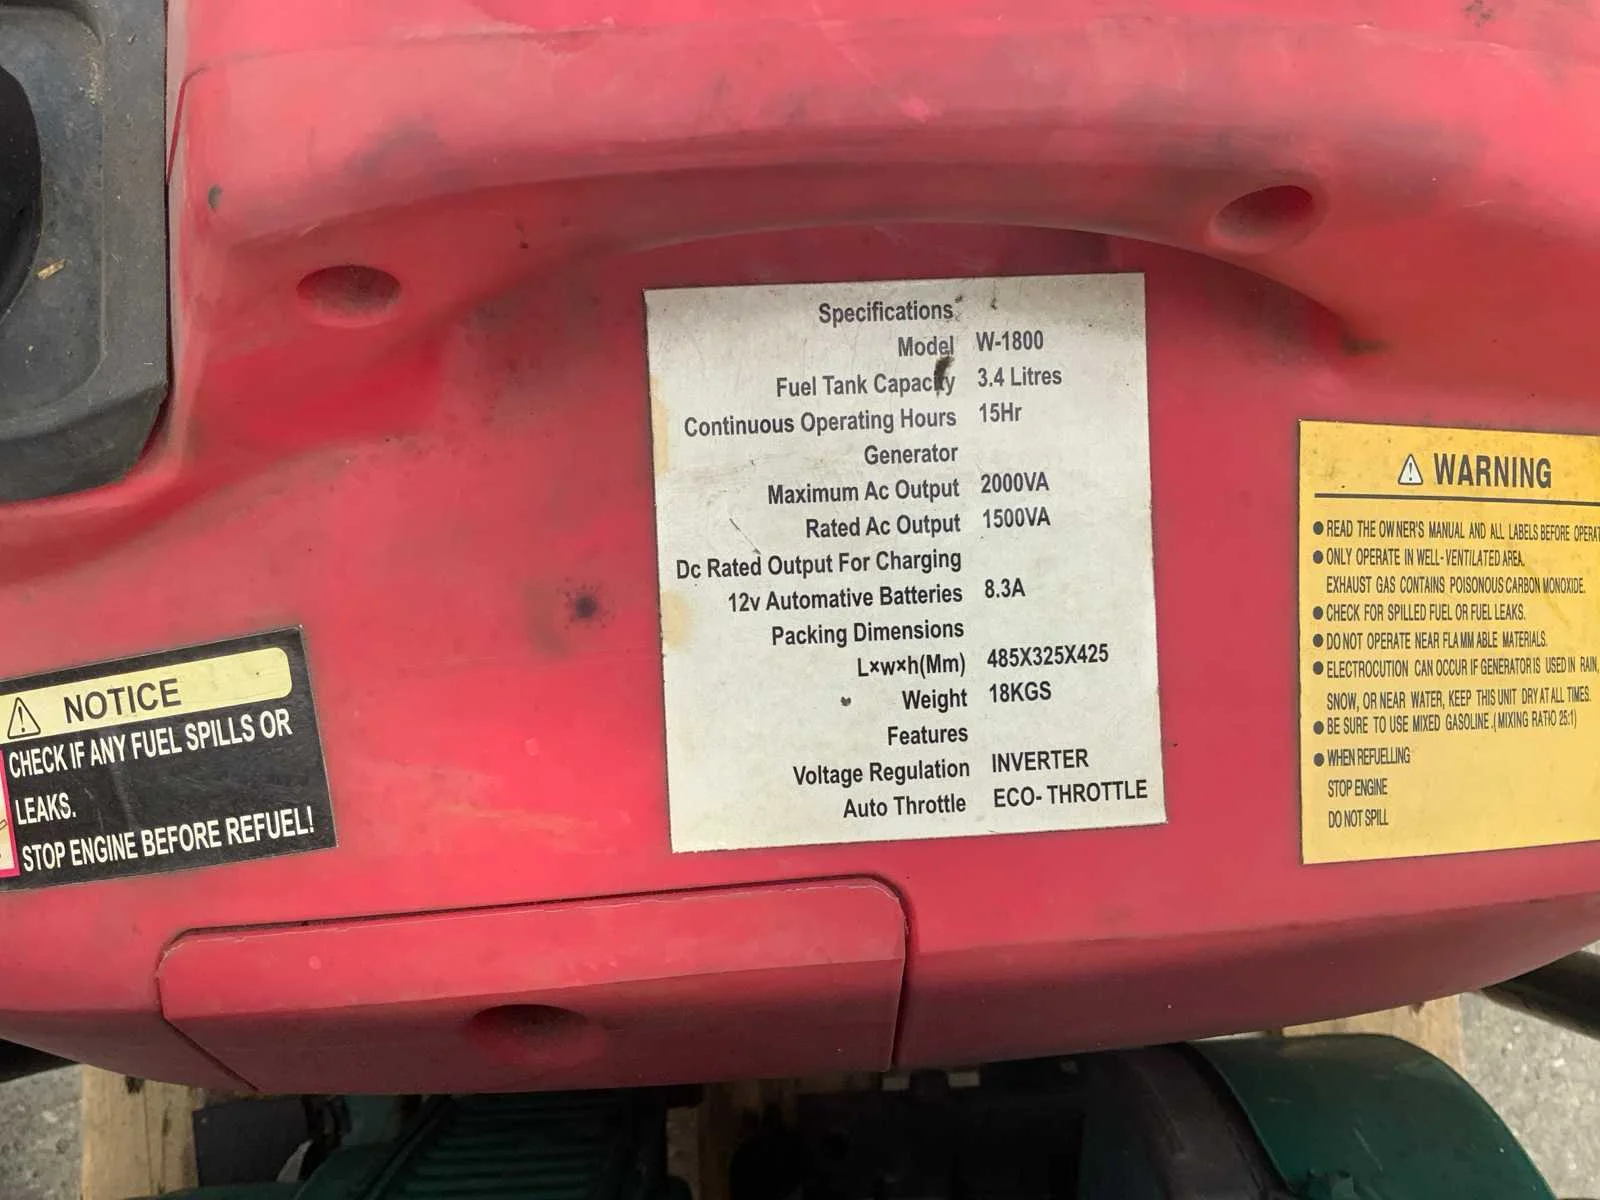 Specifications
Model W-1800
Fuel Tank Capacity 3.4 Litres
Continuous Operating Hours 15Hr
Generator
Maximum Ac Output 2000VA
Rated Ac Output 1500VA
Dc Rated Output For Charging
12v Automative Batteries 8.3A
Packing Dimensions
L×w×h(Mm) 485X325X425
Weight 18KGS
Features
Voltage Regulation INVERTER
Auto Throttle ECO- THROTTLE
NOTICE
CHECK IF ANY FUEL SPILLS OR
LEAKS.
STOP ENGINE BEFORE REFUEL!
WARNING
● READ THE OWNER'S MANUAL AND ALL LABELS BEFORE OPERAT
● ONLY OPERATE IN WELL-VENTILATED AREA.
EXHAUST GAS CONTAINS POISONOUS CARBON MONOXIDE.
● CHECK FOR SPILLED FUEL OR FUEL LEAKS.
● DO NOT OPERATE NEAR FLAMMABLE MATERIALS.
● ELECTROCUTION CAN OCCUR IF GENERATOR IS USED IN RAIN,
SNOW, OR NEAR WATER, KEEP THIS UNIT DRY AT ALL TIMES.
● BE SURE TO USE MIXED GASOLINE.(MIXING RATIO 25:1)
● WHEN REFUELLING
STOP ENGINE
DO NOT SPILL